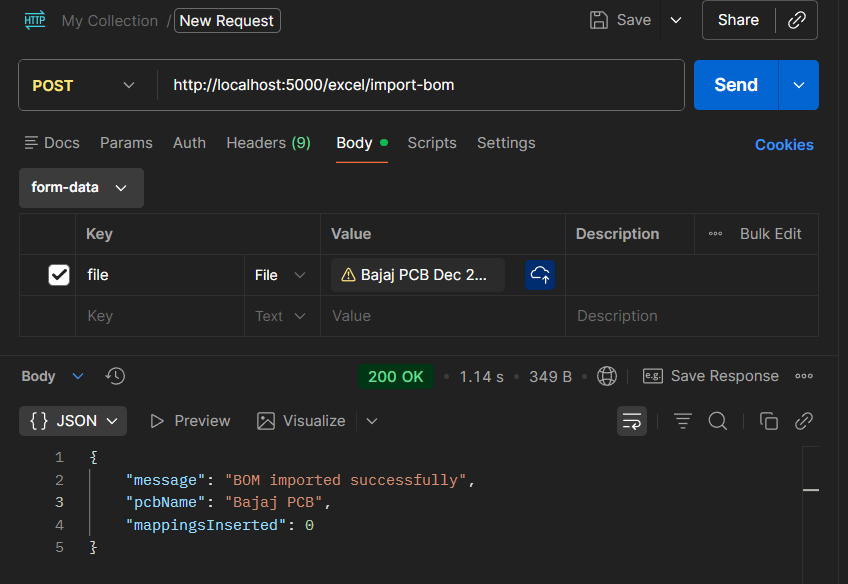 HTTP My Collection / New Request Save Share
POST http://localhost:5000/excel/import-bom Send
Docs Params Auth Headers (9) Body Scripts Settings Cookies
form-data
Key Value Description Bulk Edit
file File Bajaj PCB Dec 2...
Key Text Value Description
Body 200 OK • 1.14 s • 349 B • e.g. Save Response
{} JSON Preview Visualize
1 {
2 "message": "BOM imported successfully",
3 "pcbName": "Bajaj PCB",
4 "mappingsInserted": 0
5 }